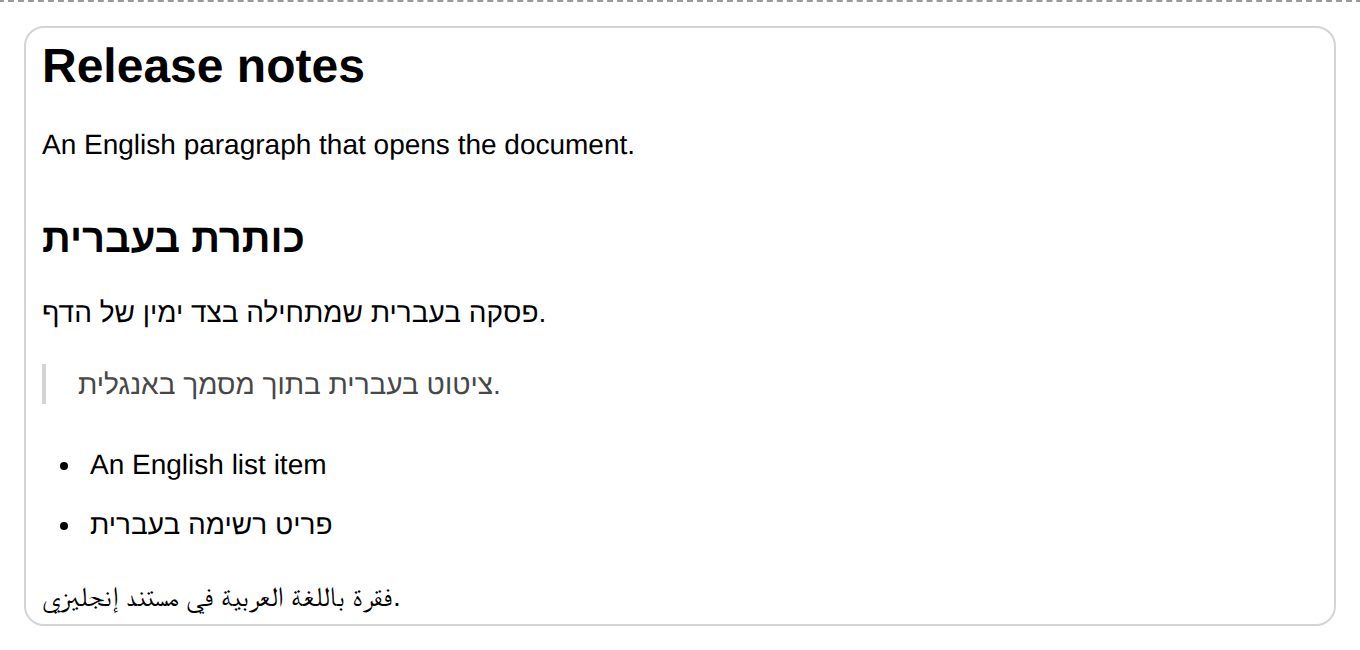 Release notes
An English paragraph that opens the document.
כותרת בעברית
פסקה בעברית שמתחילה בצד ימין של הדף.
ציטוט בעברית בתוך מסמך באנגלית.
• An English list item
• פריט רשימה בעברית
فقرة باللغة العربية في مستند إنجليزي.